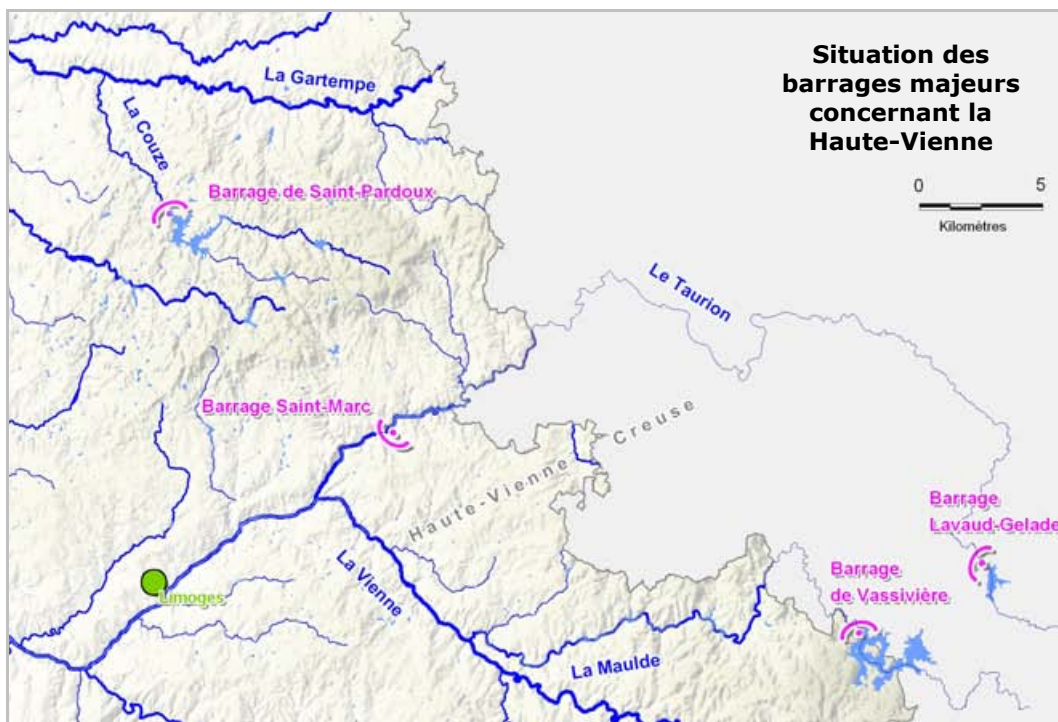 Situation des
barrages majeurs
concernant la
Haute-Vienne
0 5
Kilomètres
La Gartempe
La Couze
Barrage de Saint-Pardoux
Le Taurion
Barrage Saint-Marc
Haute-Vienne
Creuse
Barrage
Lavaud-Gelade
Limoges
La Vienne
Barrage
de Vassivière
La Maulde